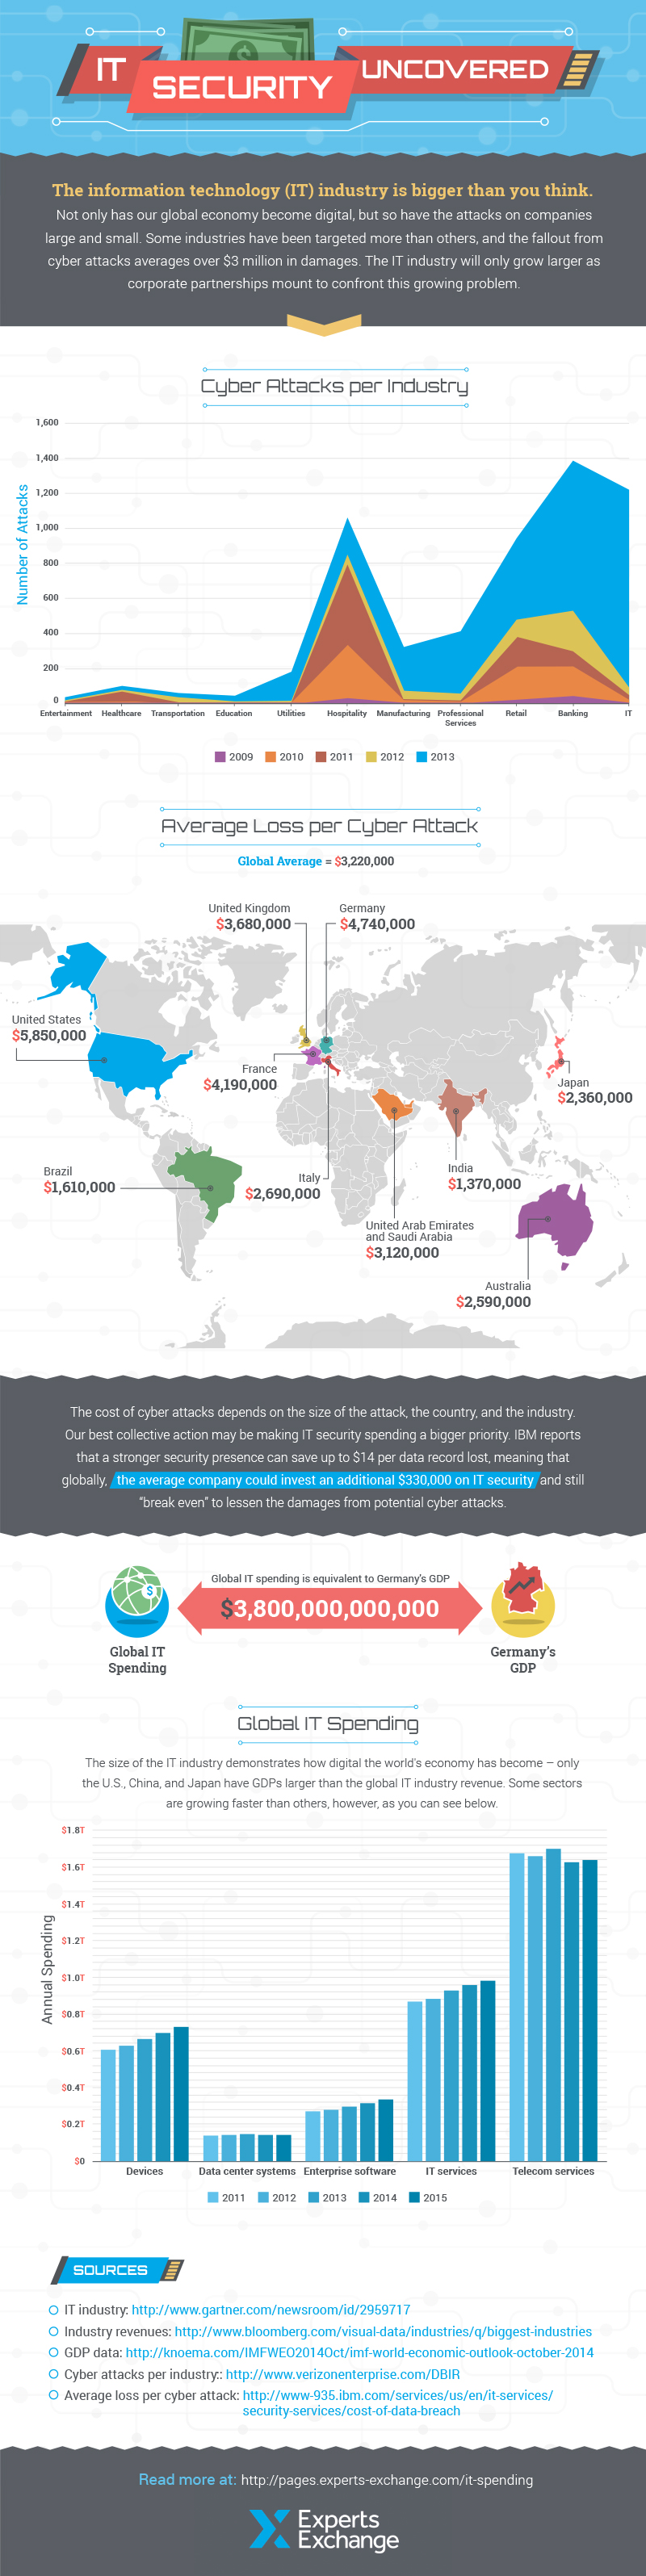 IT
SECURITY
UNCOVERED
The information technology (IT) industry is bigger than you think.
Not only has our global economy become digital, but so have the attacks on companies
large and small. Some industries have been targeted more than others, and the fallout from
cyber attacks averages over $3 million in damages. The IT industry will only grow larger as
corporate partnerships mount to confront this growing problem.
Cyber Attacks per Industry
Number of Attacks
1,600
1,400
1,200
1,000
800
600
400
200
0
Entertainment Healthcare Transportation Education Utilities Hospitality Manufacturing Professional Retail Banking IT
Services
2009 2010 2011 2012 2013
Average Loss per Cyber Attack
Global Average = $3,220,000
United Kingdom
$3,680,000
Germany
$4,740,000
United States
$5,850,000
France
$4,190,000
Japan
$2,360,000
Brazil
$1,610,000
Italy
$2,690,000
India
$1,370,000
United Arab Emirates
and Saudi Arabia
$3,120,000
Australia
$2,590,000
The cost of cyber attacks depends on the size of the attack, the country, and the industry.
Our best collective action may be making IT security spending a bigger priority. IBM reports
that a stronger security presence can save up to $14 per data record lost, meaning that
globally, the average company could invest an additional $330,000 on IT security and still
“break even” to lessen the damages from potential cyber attacks.
$
Global IT spending is equivalent to Germany's GDP
$3,800,000,000,000
Global IT
Spending
Germany's
GDP
Global IT Spending
The size of the IT industry demonstrates how digital the world's economy has become — only
the U.S., China, and Japan have GDPs larger than the global IT industry revenue. Some sectors
are growing faster than others, however, as you can see below.
Annual Spending
$1.8T
$1.6T
$1.4T
$1.2T
$1.0T
$0.8T
$0.6T
$0.4T
$0.2T
$0
Devices Data center systems Enterprise software IT services Telecom services
2011 2012 2013 2014 2015
SOURCES
IT industry: http://www.gartner.com/newsroom/id/2959717
Industry revenues: http://www.bloomberg.com/visual-data/industries/q/biggest-industries
GDP data: http://knoema.com/IMFWEO2014Oct/imf-world-economic-outlook-october-2014
Cyber attacks per industry:: http://www.verizonenterprise.com/DBIR
Average loss per cyber attack: http://www-935.ibm.com/services/us/en/it-services/
security-services/cost-of-data-breach
Read more at: http://pages.experts-exchange.com/it-spending
Experts
Exchange